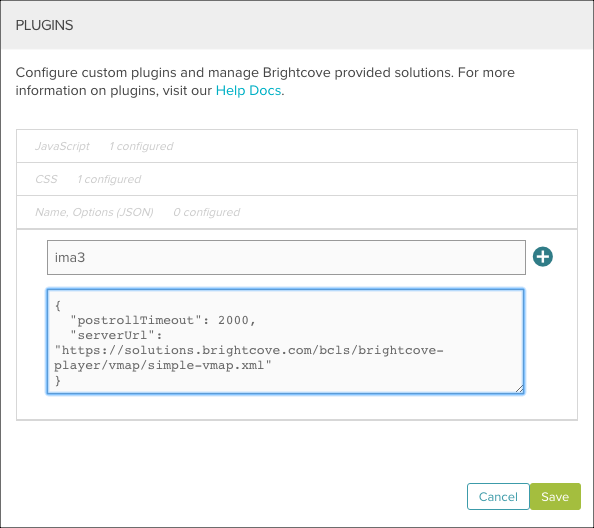 PLUGINS
Configure custom plugins and manage Brightcove provided solutions. For more
information on plugins, visit our Help Docs.
JavaScript 1 configured
CSS 1 configured
Name, Options (JSON) 0 configured
ima3
{
"postrollTimeout": 2000,
"serverUrl":
"https://solutions.brightcove.com/bcls/brightcove-
player/vmap/simple-vmap.xml"
}
Cancel Save